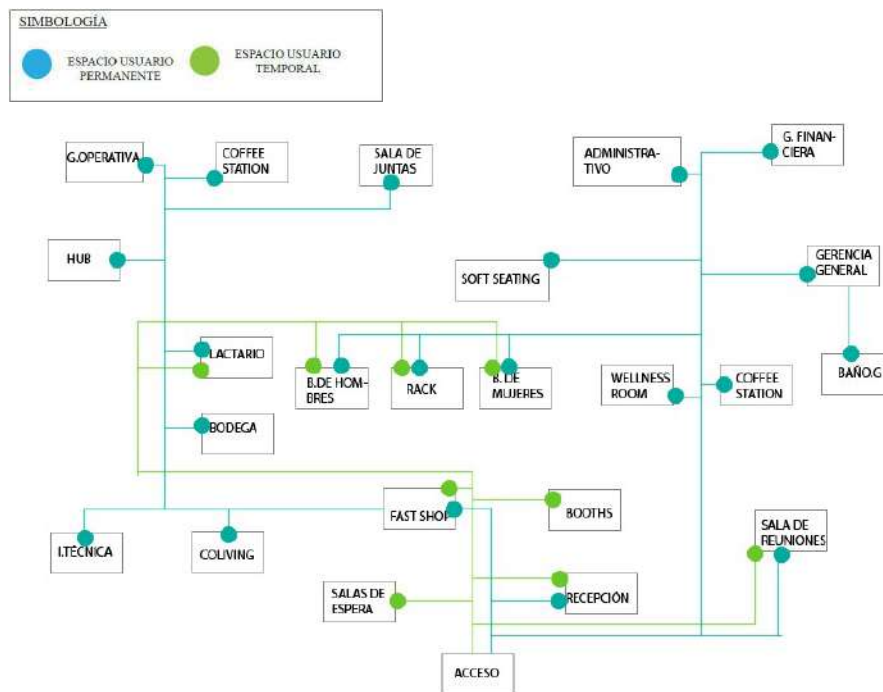 SIMBOLOGÍA
ESPACIO USUARIO
PERMANENTE
ESPACIO USUARIO
TEMPORAL
G.OPERATIVA
COFFEE
STATION
SALA DE
JUNTAS
ADMINISTRA-
TIVO
G. FINAN-
CIERA
HUB
SOFT SEATING
GERENCIA
GENERAL
LACTARIO
B.DE HOM-
BRES
RACK
B. DE
MUJERES
WELLNESS
ROOM
COFFEE
STATION
BAÑO.G
BODEGA
FAST SHOP
BOOTHS
SALA DE
REUNIONES
I.TÉCNICA
COLIVING
SALAS DE
ESPERA
RECEPCIÓN
ACCESO